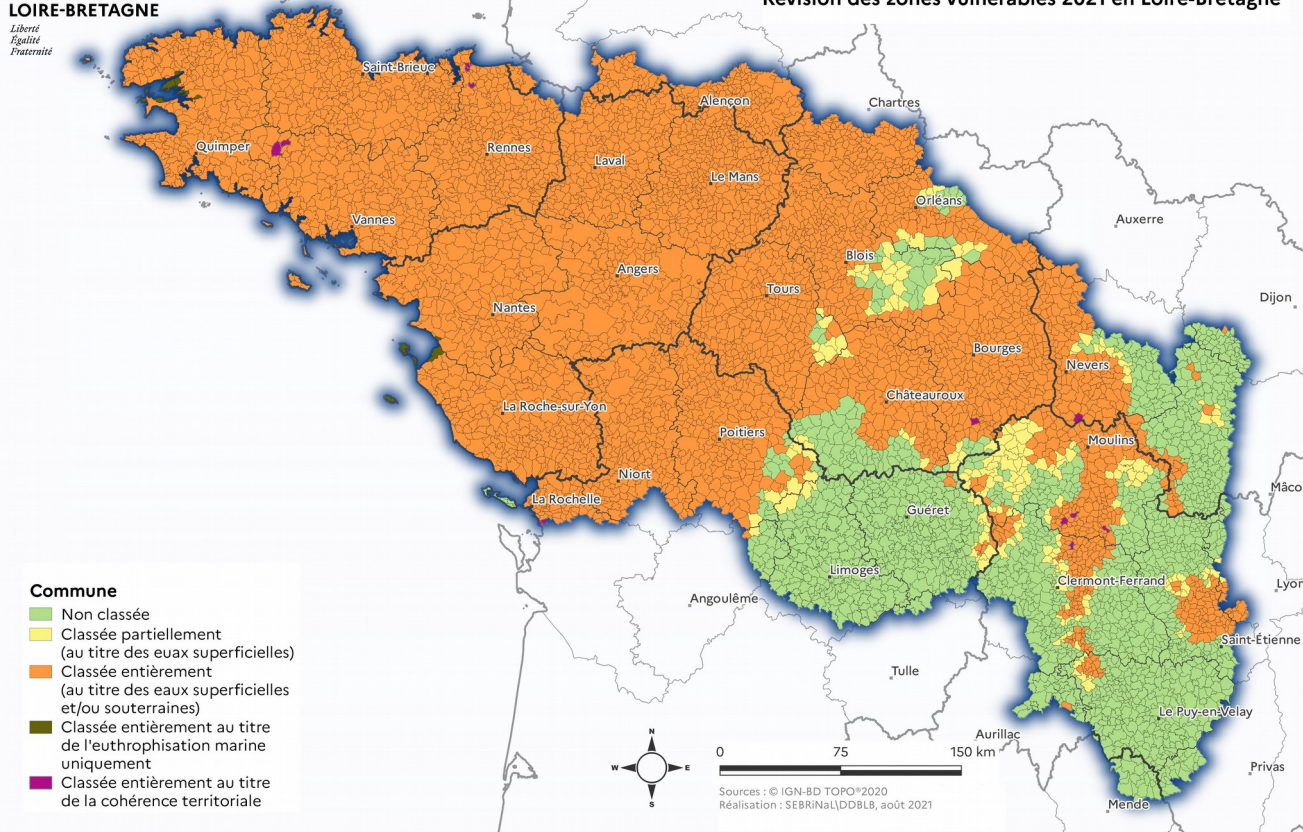 LOIRE-BRETAGNE
Liberté
Égalité
Fraternité
Révision des zones vulnérables 2021 en Loire-Bretagne
Saint-Brieuc
Alençon
Chartres
Quimper
Rennes
Laval
Le Mans
Orléans
Auxerre
Vannes
Blois
Angers
Tours
Dijon
Nantes
Bourges
Nevers
Châteauroux
La Roche-sur-Yon
Poitiers
Moulins
Niort
Mâco
La Rochelle
Guéret
Limoges
Clermont-Ferrand
Lyon
Angoulême
Saint-Étienne
Tulle
Le Puy-en-Velay
Aurillac
Privas
Mende
Commune
Non classée
Classée partiellement
(au titre des euax superficielles)
Classée entièrement
(au titre des eaux superficielles
et/ou souterraines)
Classée entièrement au titre
de l'euthrophisation marine
uniquement
Classée entièrement au titre
de la cohérence territoriale
N
W E
S
0 75 150 km
Sources : © IGN-BD TOPO®2020
Réalisation : SEBRiNaL\DDBLB, août 2021